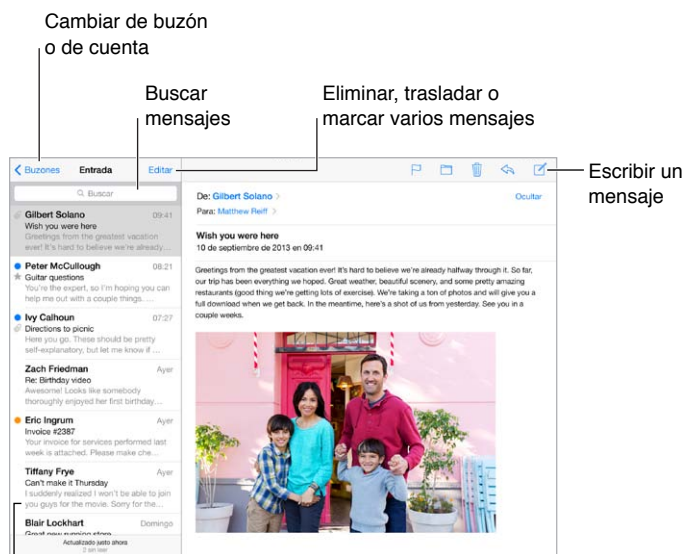 Cambiar de buzón
o de cuenta
Buscar
mensajes
Eliminar, trasladar o
marcar varios mensajes
Escribir un
mensaje
Buzones Entrada Editar
Buscar
Gilbert Solano 09:41
Wish you were here
Greetings from the greatest vacation
ever! It's hard to believe we're already…
Peter McCullough 08:21
Guitar questions
You're the expert, so I'm hoping you can
help me out with a couple things. …
Ivy Calhoun 07:27
Directions to picnic
Here you go. These should be pretty
self-explanatory, but let me know if …
Zach Friedman Ayer
Re: Birthday video
Awesome! Looks like somebody
thoroughly enjoyed her first birthday…
Eric Ingrum Ayer
Invoice #2387
Your invoice for services performed last
week is attached. Please make che…
Tiffany Frye Ayer
Can't make it Thursday
I suddenly realized I won't be able to join
you guys for the movie. Sorry for the…
Blair Lockhart Domingo
Great new running store
Actualizado justo ahora
2 sin leer
De: Gilbert Solano Ocultar
Para: Matthew Reiff
Wish you were here
10 de septiembre de 2013 en 09:41
Greetings from the greatest vacation ever! It's hard to believe we're already halfway through it. So far,
our trip has been everything we hoped. Great weather, beautiful scenery, and some pretty amazing
restaurants (good thing we're getting lots of exercise). We're taking a ton of photos and will give you a
full download when we get back. In the meantime, here's a shot of us from yesterday. See you in a
couple weeks.